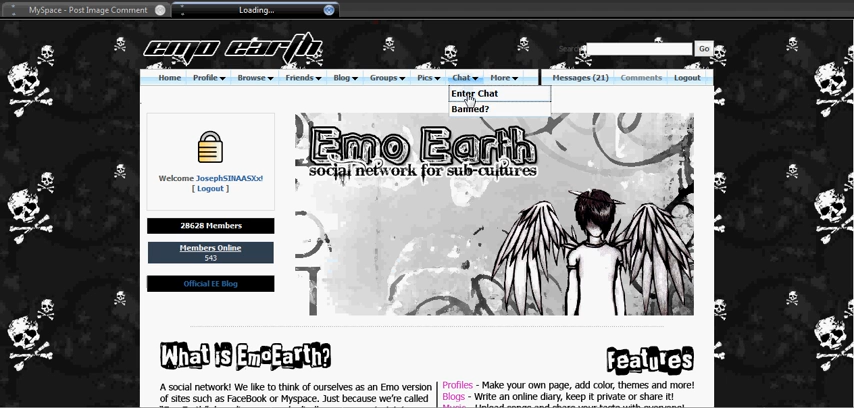 MySpace - Post Image Comment
Loading...
emo earth
Search
Go
Home Profile Browse Friends Blog Groups Pics Chat More Messages (21) Comments Logout
Enter Chat
Banned?
Emo Earth
social network for sub-cultures
Welcome JosephSINAASXx!
[ Logout ]
28628 Members
Members Online
543
Official EE Blog
What is EmoEarth?
A social network! We like to think of ourselves as an Emo version
of sites such as FaceBook or Myspace. Just because we're called
Features
Profiles - Make your own page, add color, themes and more!
Blogs - Write an online diary, keep it private or share it!